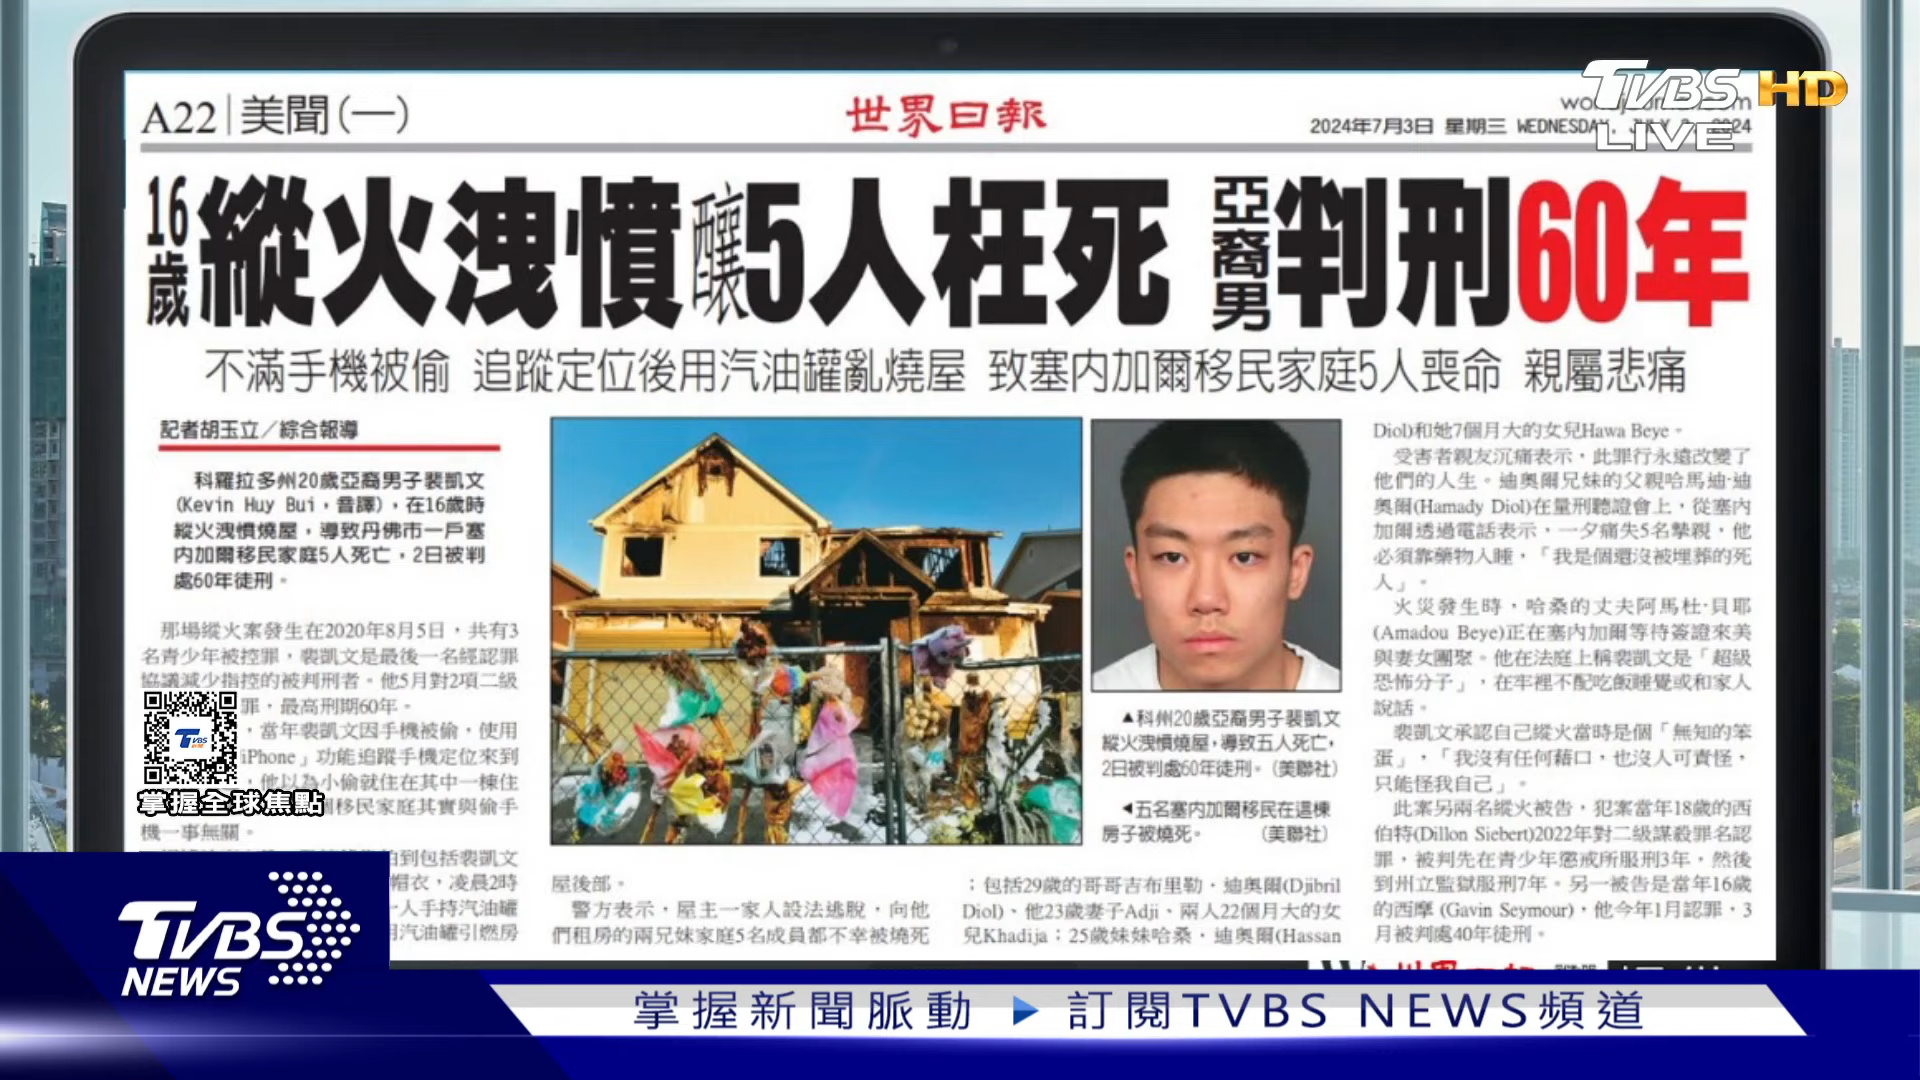 TVBS HD
LIVE
A22 美聞(一)
世界日報
2024年7月3日 星期三 WEDNESDAY, JULY 3, 2024
16歲縱火洩憤釀5人枉死 亞裔男判刑60年
不滿手機被偷 追蹤定位後用汽油罐亂燒屋 致塞內加爾移民家庭5人喪命 親屬悲痛
記者胡玉立／綜合報導
科羅拉多州20歲亞裔男子裴凱文
(Kevin Huy Bui，音譯)，在16歲時
縱火洩憤燒屋，導致丹佛市一戶塞
內加爾移民家庭5人死亡，2日被判
處60年徒刑。
那場縱火案發生在2020年8月5日，共有3
名青少年被控罪，裴凱文是最後一名經認罪
協議減少指控的被判刑者。他5月對2項二級
罪，最高刑期60年。
，當年裴凱文因手機被偷，使用
iPhone」功能追蹤手機定位來到
，他以為小偷就住在其中一棟住
爾移民家庭其實與偷手
機一事無關。
拍到包括裴凱文
帽衣，凌晨2時
一人手持汽油罐
用汽油罐引燃房
屋後部。
警方表示，屋主一家人設法逃脫，向他
們租房的兩兄妹家庭5名成員都不幸被燒死
▲科州20歲亞裔男子裴凱文
縱火洩憤燒屋，導致五人死亡，
2日被判處60年徒刑。(美聯社)
◀五名塞內加爾移民在這棟
房子被燒死。 (美聯社)
；包括29歲的哥哥吉布里勒·迪奧爾(Djibril
Diol)、他23歲妻子Adji、兩人22個月大的女
兒Khadija；25歲妹妹哈桑·迪奧爾(Hassan
Diol)和她7個月大的女兒Hawa Beye。
受害者親友沉痛表示，此罪行永遠改變了
他們的人生。迪奧爾兄妹的父親哈馬迪·迪
奧爾(Hamady Diol)在量刑聽證會上，從塞內
加爾透過電話表示，一夕痛失5名摯親，他
必須靠藥物入睡，「我是個還沒被埋葬的死
人」。
火災發生時，哈桑的丈夫阿馬杜·貝耶
(Amadou Beye)正在塞內加爾等待簽證來美
與妻女團聚。他在法庭上稱裴凱文是「超級
恐怖分子」，在牢裡不配吃飯睡覺或和家人
說話。
裴凱文承認自己縱火當時是個「無知的笨
蛋」，「我沒有任何藉口，也沒人可責怪，
只能怪我自己」。
此案另兩名縱火被告，犯案當年18歲的西
伯特(Dillon Siebert)2022年對二級謀殺罪名認
罪，被判先在青少年懲戒所服刑3年，然後
到州立監獄服刑7年。另一被告是當年16歲
的西摩 (Gavin Seymour)，他今年1月認罪，3
月被判處40年徒刑。
TVBS
掌握全球焦點
TVBS
NEWS
掌握新聞脈動 ▶ 訂閱TVBS NEWS頻道